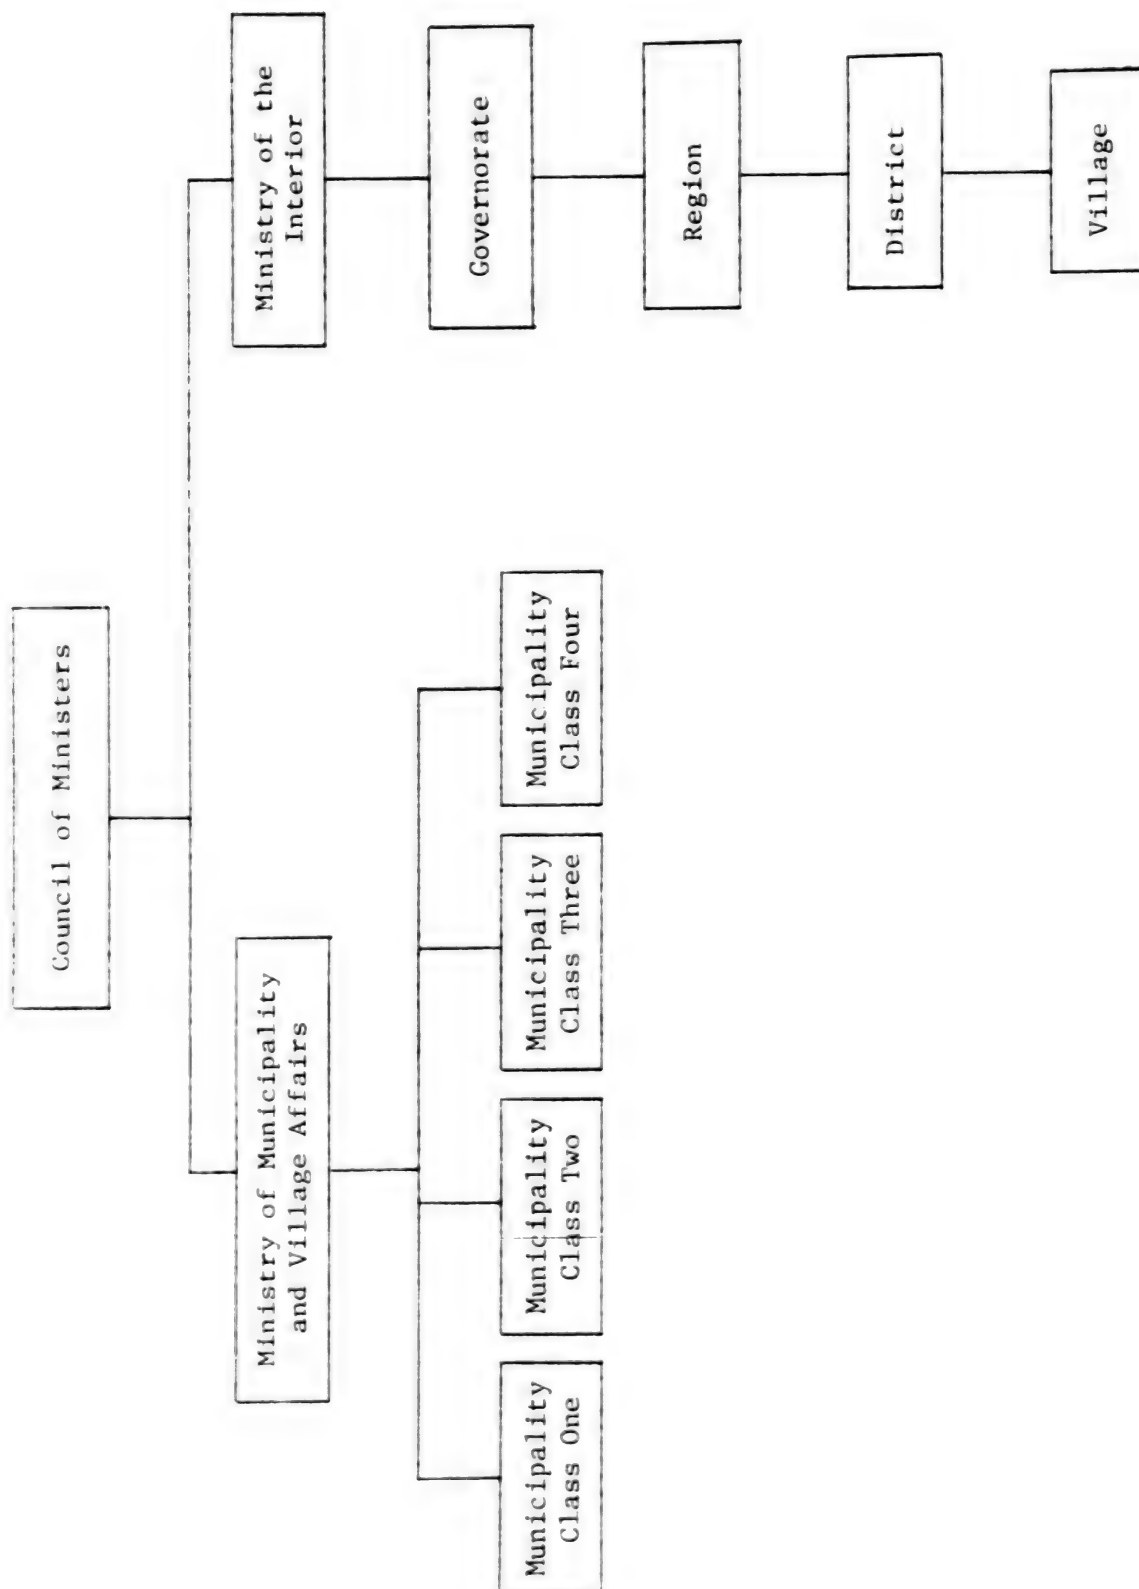 Council of Ministers
Ministry of Municipality
and Village Affairs
Ministry of the
Interior
Municipality
Class One
Municipality
Class Two
Municipality
Class Three
Municipality
Class Four
Governorate
Region
District
Village